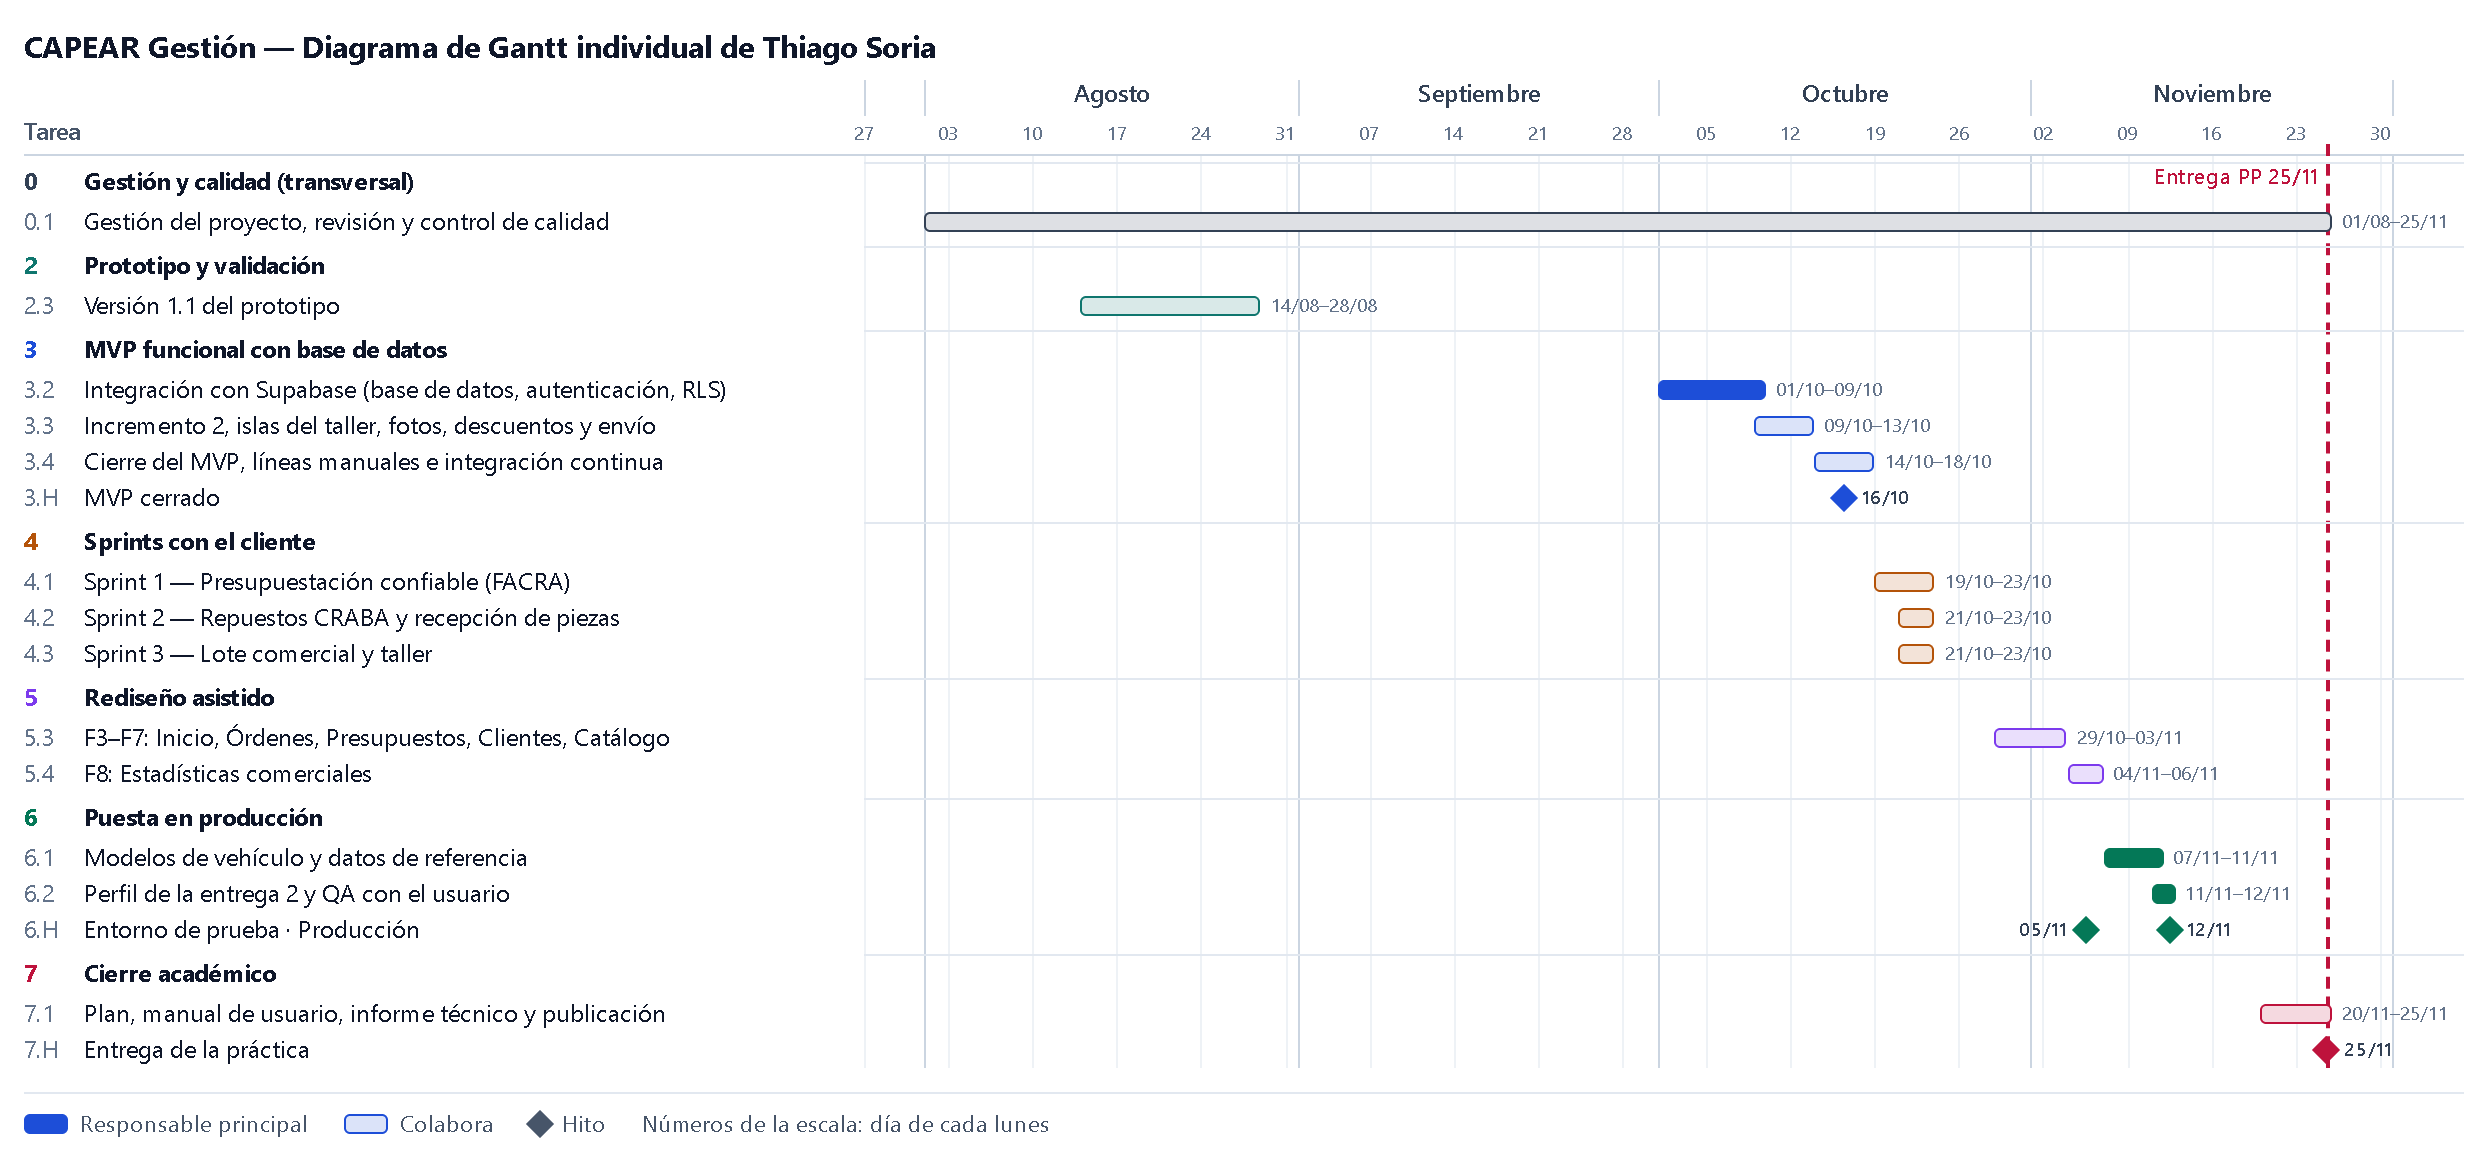 CAPEAR Gestión — Diagrama de Gantt individual de Thiago Soria
Agosto Septiembre Octubre Noviembre
Tarea 27 03 10 17 24 31 07 14 21 28 05 12 19 26 02 09 16 23 30
0 Gestión y calidad (transversal) Entrega PP 25/11
0.1 Gestión del proyecto, revisión y control de calidad 01/08–25/11
2 Prototipo y validación
2.3 Versión 1.1 del prototipo 14/08–28/08
3 MVP funcional con base de datos
3.2 Integración con Supabase (base de datos, autenticación, RLS) 01/10–09/10
3.3 Incremento 2, islas del taller, fotos, descuentos y envío 09/10–13/10
3.4 Cierre del MVP, líneas manuales e integración continua 14/10–18/10
3.H MVP cerrado 16/10
4 Sprints con el cliente
4.1 Sprint 1 — Presupuestación confiable (FACRA) 19/10–23/10
4.2 Sprint 2 — Repuestos CRABA y recepción de piezas 21/10–23/10
4.3 Sprint 3 — Lote comercial y taller 21/10–23/10
5 Rediseño asistido
5.3 F3–F7: Inicio, Órdenes, Presupuestos, Clientes, Catálogo 29/10–03/11
5.4 F8: Estadísticas comerciales 04/11–06/11
6 Puesta en producción
6.1 Modelos de vehículo y datos de referencia 07/11–11/11
6.2 Perfil de la entrega 2 y QA con el usuario 11/11–12/11
6.H Entorno de prueba · Producción 05/11 12/11
7 Cierre académico
7.1 Plan, manual de usuario, informe técnico y publicación 20/11–25/11
7.H Entrega de la práctica 25/11
Responsable principal Colabora Hito Números de la escala: día de cada lunes